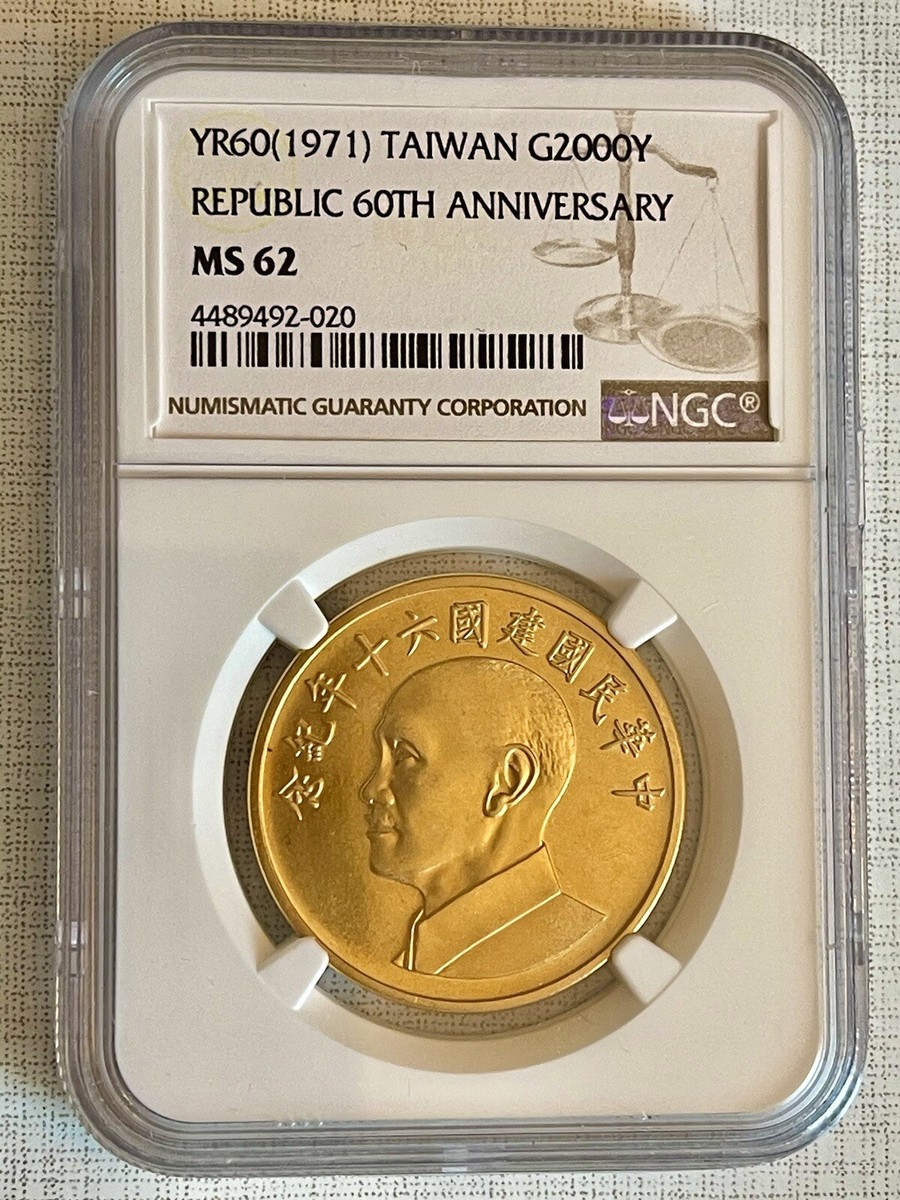 YR60(1971) TAIWAN G2000Y
REPUBLIC 60TH ANNIVERSARY
MS 62
4489492-020
NUMISMATIC GUARANTY CORPORATION
NGC®
中華民國建國六十年紀念